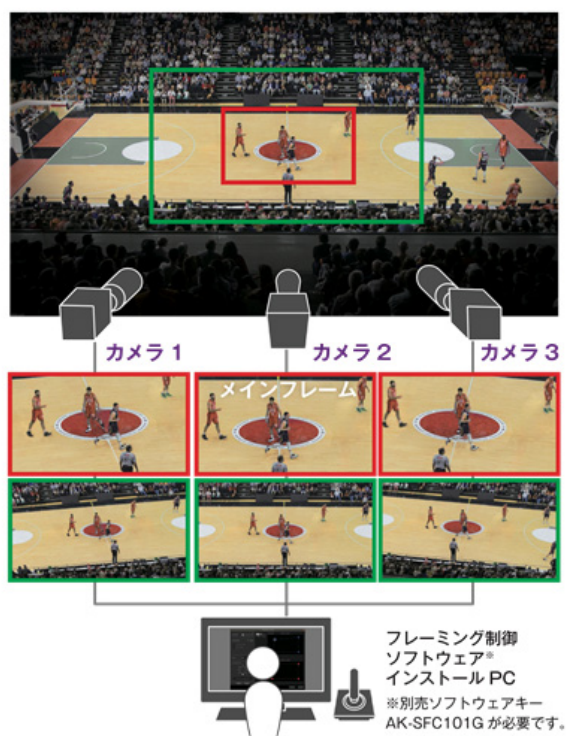 カメラ 1
カメラ 2
カメラ 3
メインフレーム
フレーミング制御
ソフトウェア※
インストール PC
※別売ソフトウェアキー
AK-SFC101G が必要です。